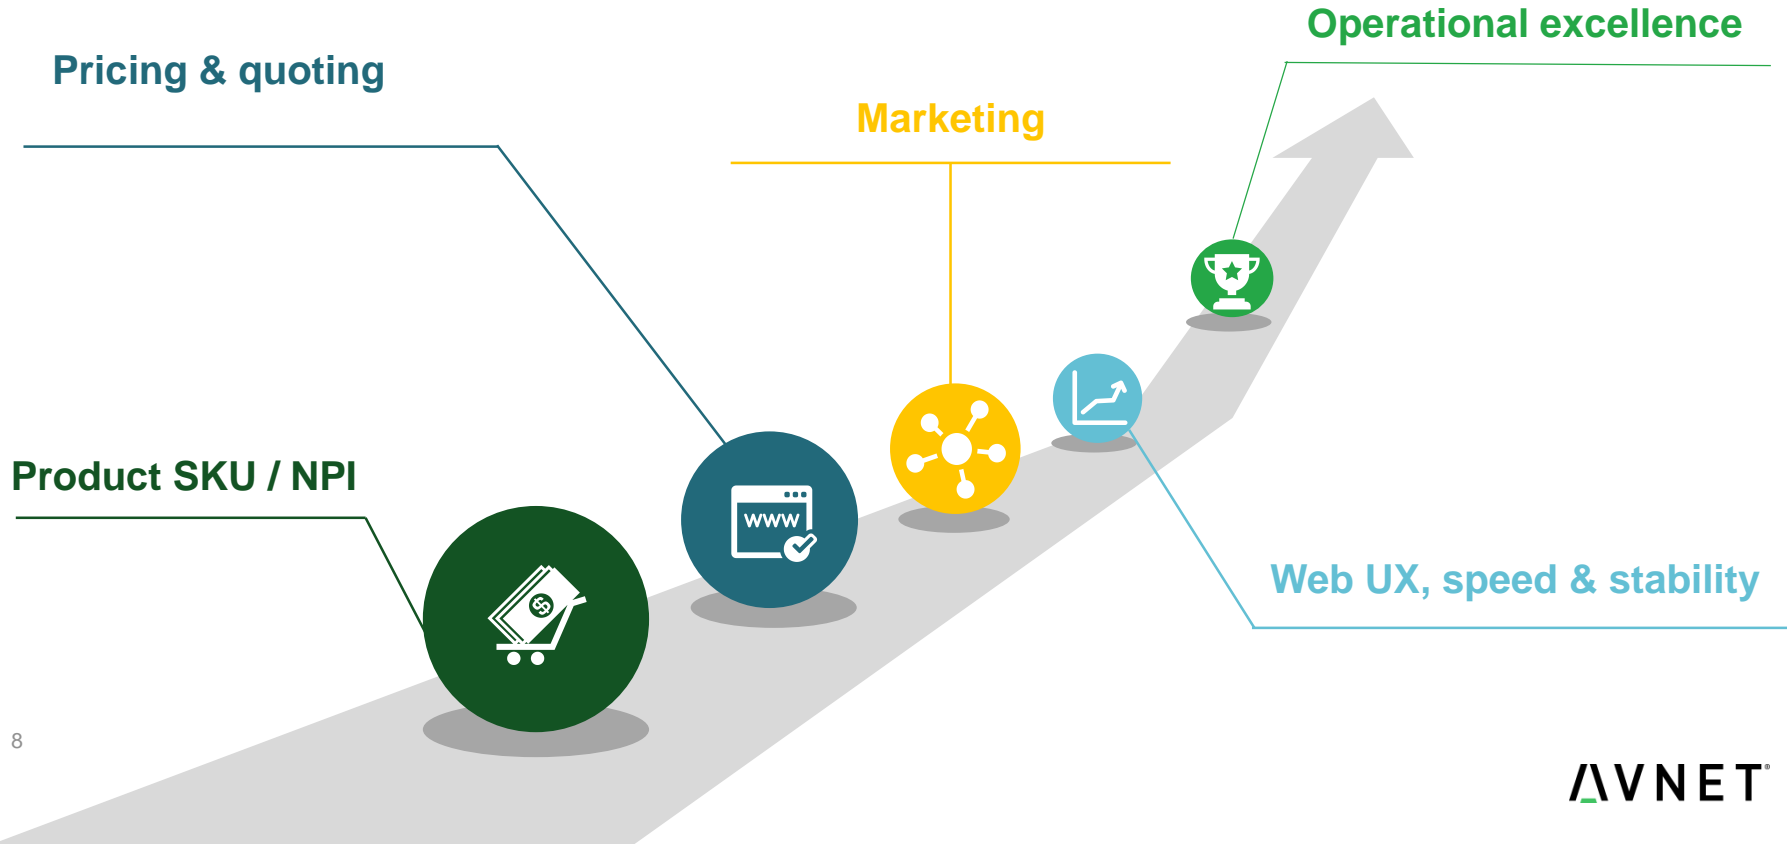 Operational excellence
Pricing & quoting
Marketing
Product SKU / NPI
$
www
Web UX, speed & stability
8
AVNET®